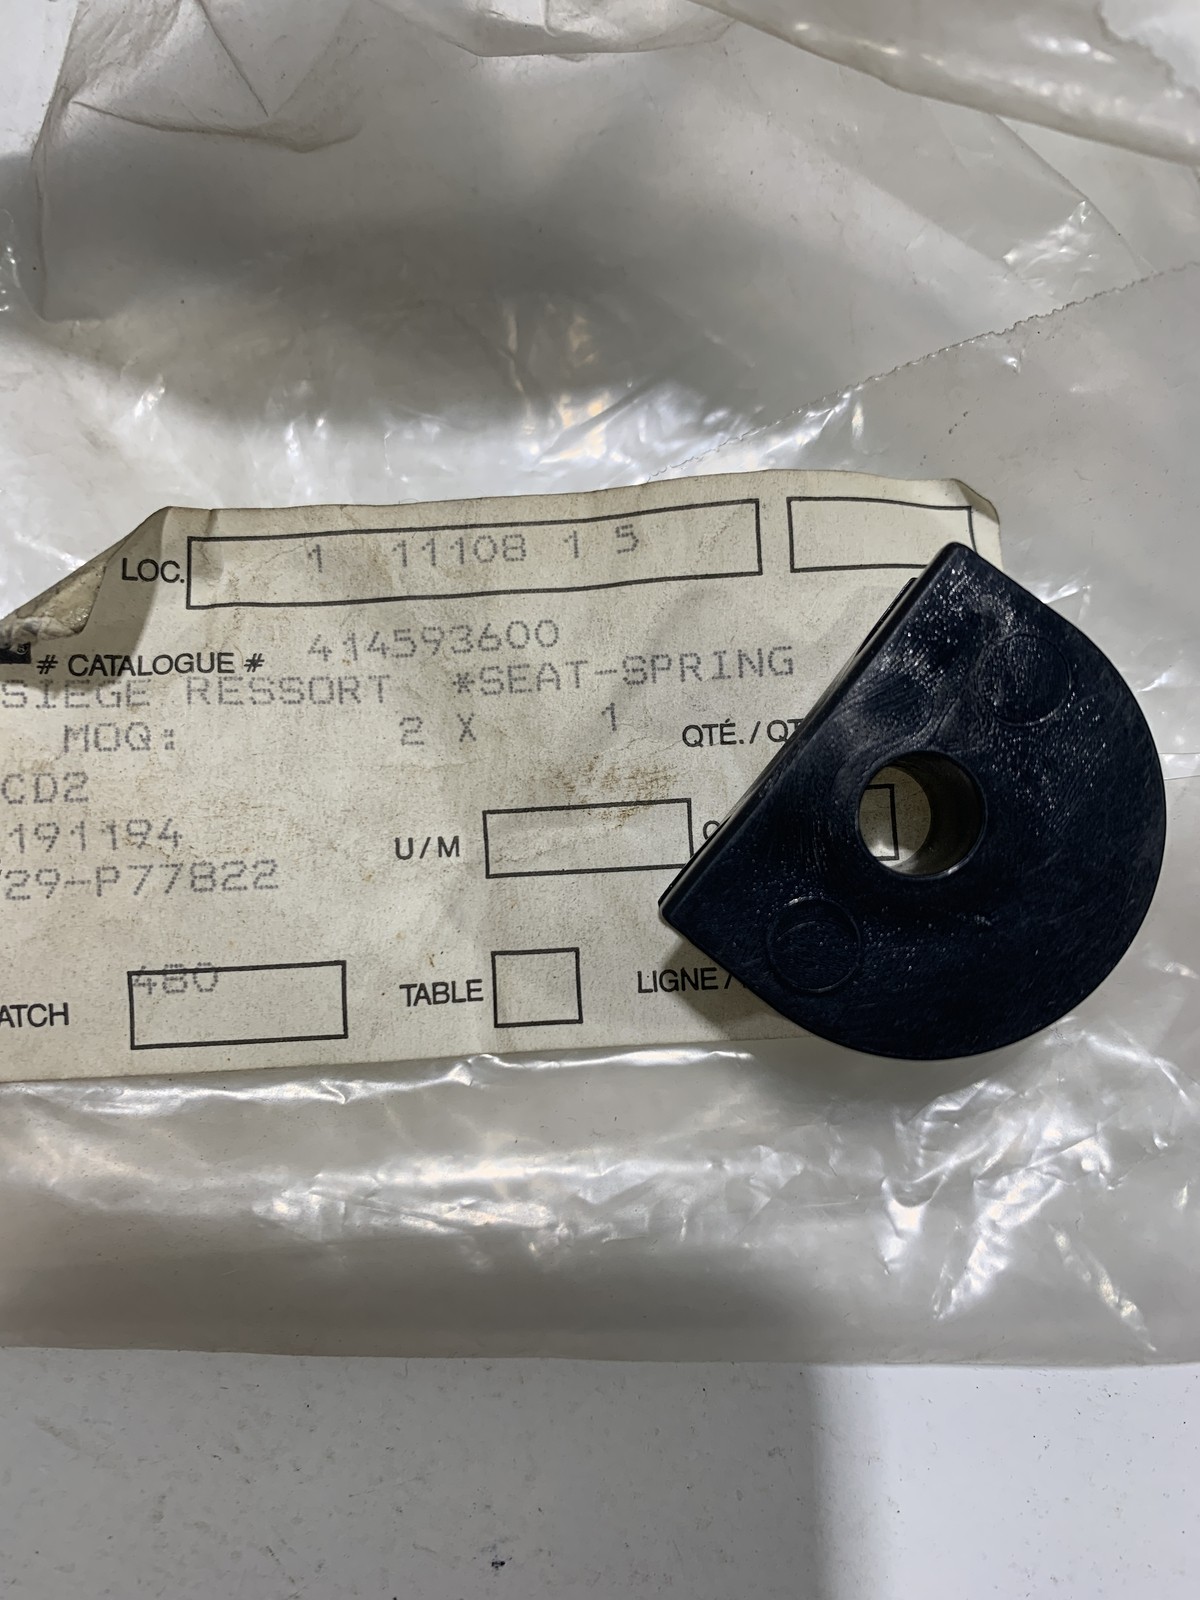 LOC. 1 11108 1 5
# CATALOGUE # 414593600
SIEGE RESSORT *SEAT-SPRING
MOQ: 2 X 1 QTÉ./QT
CD2
191194
U/M
729-P77822
480
ATCH TABLE LIGNE/